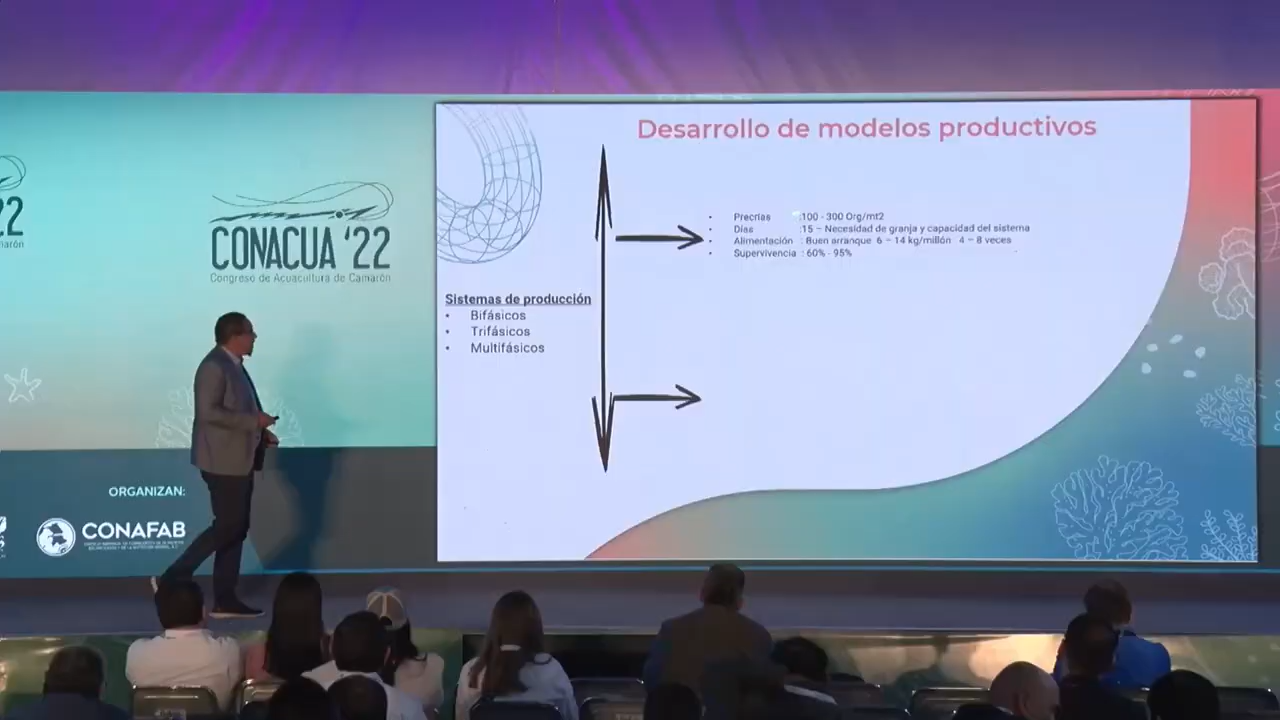 Desarrollo de modelos productivos
• Precrias :100 - 300 Org/mt2
• Días :15 – Necesidad de granja y capacidad del sistema
• Alimentación : Buen arranque 6 – 14 kg/millón 4 – 8 veces
• Supervivencia : 60% - 95%
Sistemas de producción
• Bifásicos
• Trifásicos
• Multifásicos
CONACUA '22
Congreso de Acuacultura de Camarón
22
ORGANIZAN:
CONAFAB